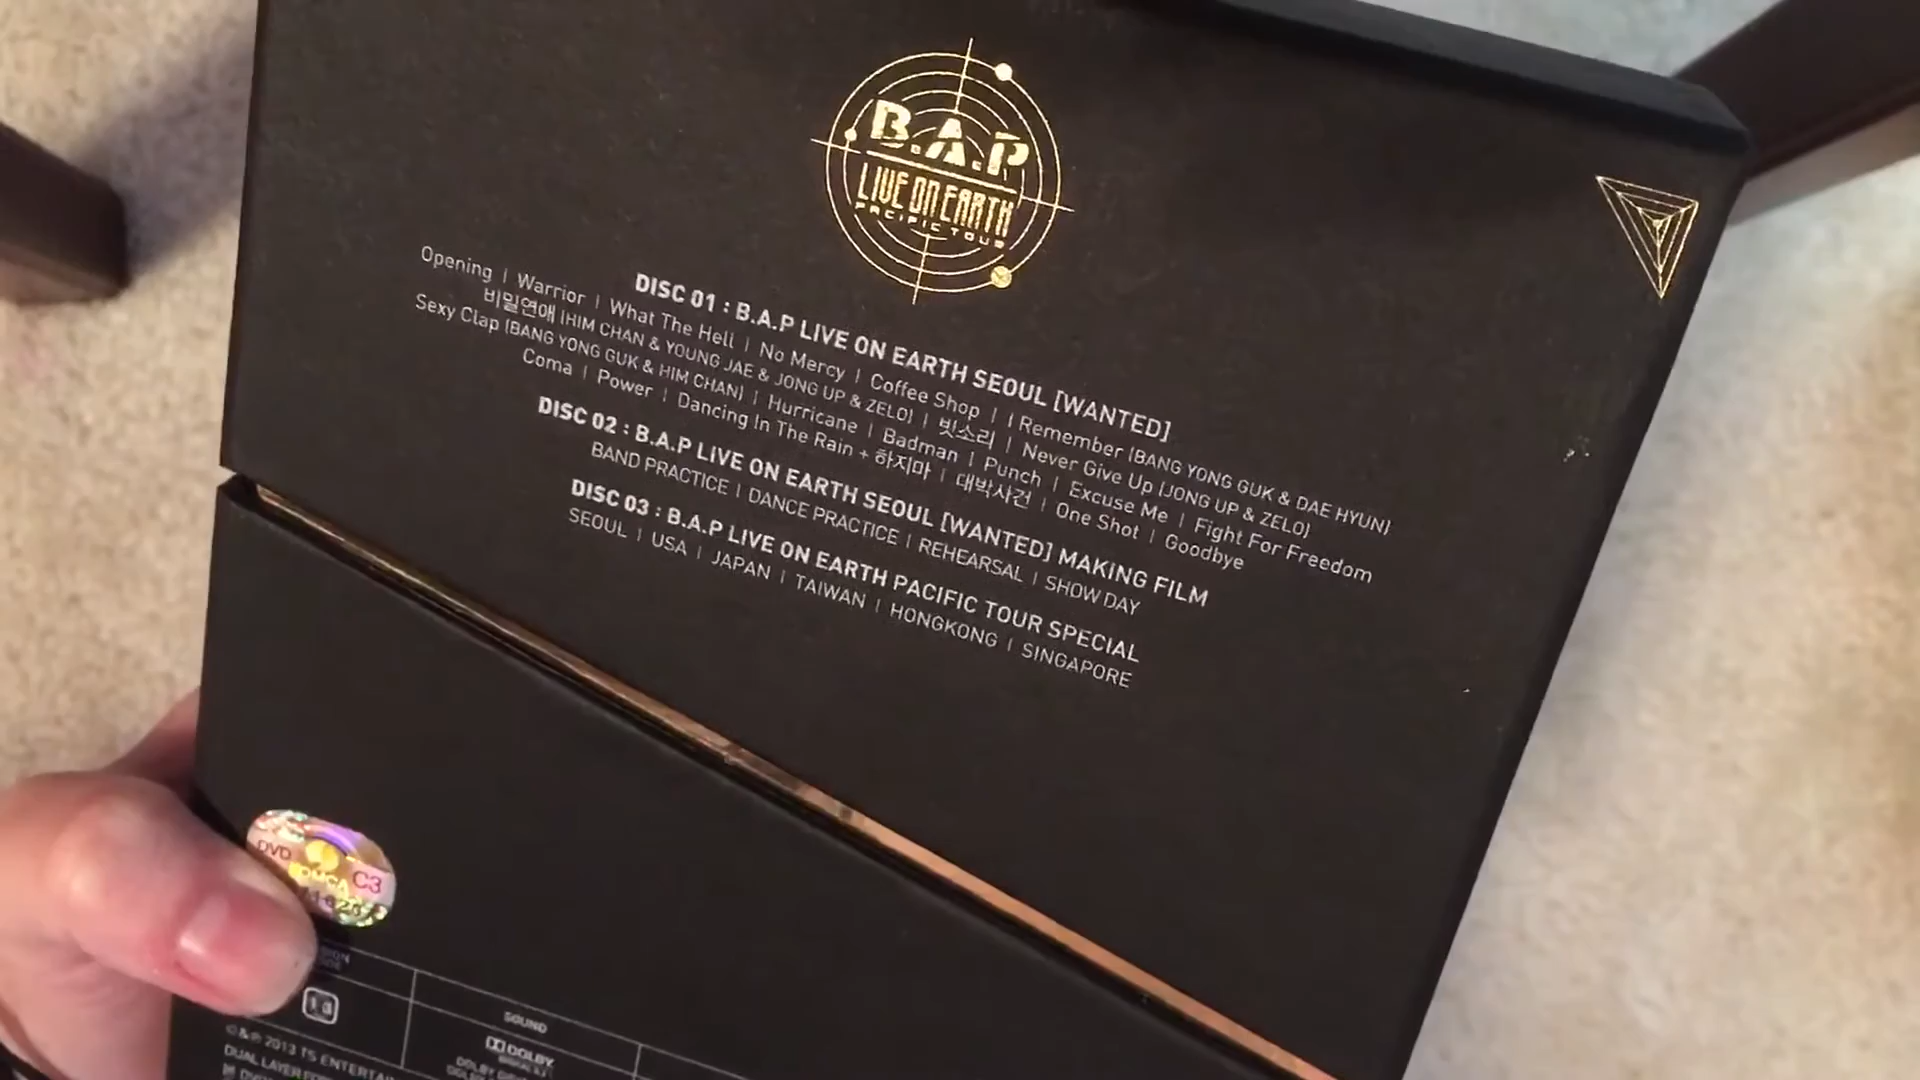 B.A.P
LIVE ON EARTH
PACIFIC TOUR
DISC 01 : B.A.P LIVE ON EARTH SEOUL [WANTED]
Opening | Warrior | What The Hell | No Mercy | Coffee Shop | I Remember (BANG YONG GUK & DAE HYUN)
비밀연애 (HIM CHAN & YOUNG JAE & JONG UP & ZELO) | 빗소리 | Never Give Up (JONG UP & ZELO)
Sexy Clap (BANG YONG GUK & HIM CHAN) | Hurricane | Badman | Punch | Excuse Me | Fight For Freedom
Coma | Power | Dancing In The Rain + 하지마 | 대박사건 | One Shot | Goodbye
DISC 02 : B.A.P LIVE ON EARTH SEOUL [WANTED] MAKING FILM
BAND PRACTICE | DANCE PRACTICE | REHEARSAL | SHOW DAY
DISC 03 : B.A.P LIVE ON EARTH PACIFIC TOUR SPECIAL
SEOUL | USA | JAPAN | TAIWAN | HONGKONG | SINGAPORE
DVD
C3
SOUND
DOLBY
© & ℗ 2013 TS
DUAL LAYER